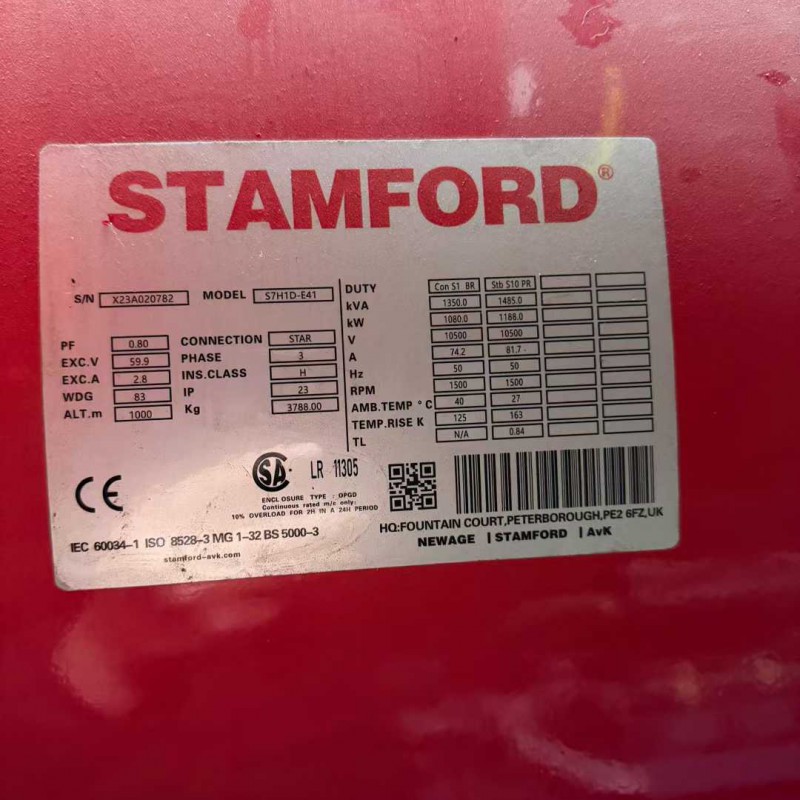 STAMFORD®
S/N X23A020782 MODEL S7H1D-E41
PF 0.80
EXC.V 59.9
EXC.A 2.8
WDG 83
ALT.m 1000
CONNECTION STAR
PHASE 3
INS.CLASS H
IP 23
Kg 3788.00
DUTY Con S1 BR Stb S10 PR
kVA 1350.0 1485.0
kW 1080.0 1188.0
V 10500 10500
A 74.2 81.7
Hz 50 50
RPM 1500 1500
AMB.TEMP °C 40 27
TEMP.RISE K 125 163
TL N/A 0.84
CE
SA LR 11305
ENCLOSURE TYPE : OPGD
Continuous rated m/c only:
10% OVERLOAD FOR 2H IN A 24H PERIOD
IEC 60034-1 ISO 8528-3 MG 1-32 BS 5000-3
stamford-avk.com
HQ:FOUNTAIN COURT,PETERBOROUGH,PE2 6FZ,UK
NEWAGE | STAMFORD | AvK